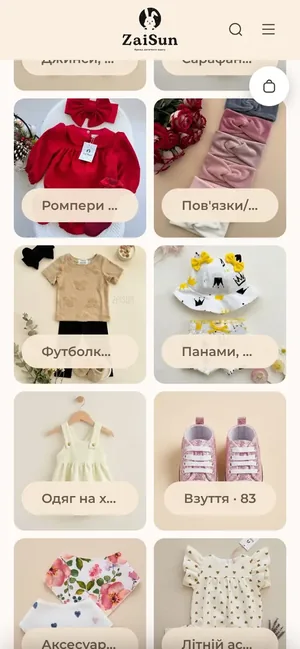 ZaiSun
Джинси, ...
Сарафан...
Ромпери ...
Пов'язки/...
Футболк...
Панами, ...
Одяг на х...
Взуття · 83
Аксесуар...
Літній ас...